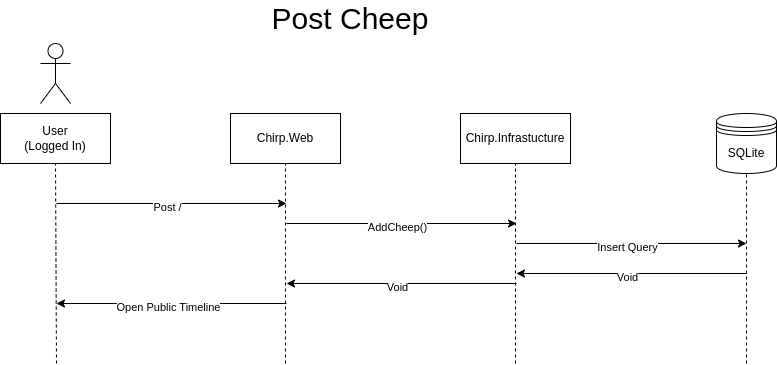 Post Cheep
User
(Logged In)
Chirp.Web
Chirp.Infrastucture
SQLite
Post /
AddCheep()
Insert Query
Void
Void
Open Public Timeline